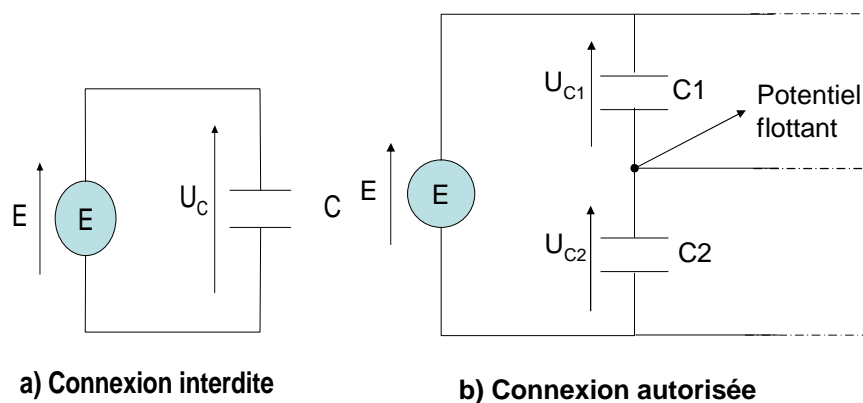 E
E
U_C
C
a) Connexion interdite
E
E
U_C1
C1
Potentiel
flottant
U_C2
C2
b) Connexion autorisée